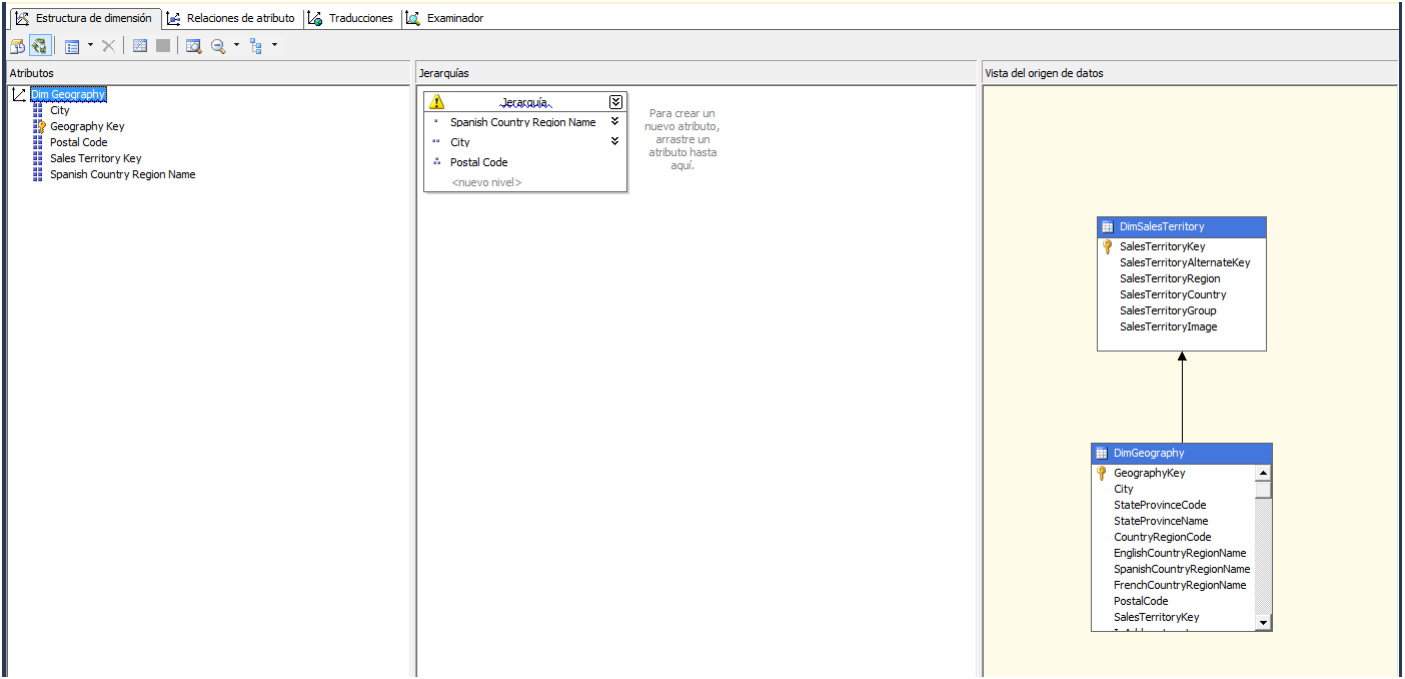 Estructura de dimensión
Relaciones de atributo
Traducciones
Examinador
Atributos
Dim Geography
City
Geography Key
Postal Code
Sales Territory Key
Spanish Country Region Name
Jerarquías
Jerarquía
Spanish Country Region Name
City
Postal Code
<nuevo nivel>
Para crear un
nuevo atributo,
arrastre un
atributo hasta
aquí.
Vista del origen de datos
DimSalesTerritory
SalesTerritoryKey
SalesTerritoryAlternateKey
SalesTerritoryRegion
SalesTerritoryCountry
SalesTerritoryGroup
SalesTerritoryImage
DimGeography
GeographyKey
City
StateProvinceCode
StateProvinceName
CountryRegionCode
EnglishCountryRegionName
SpanishCountryRegionName
FrenchCountryRegionName
PostalCode
SalesTerritoryKey